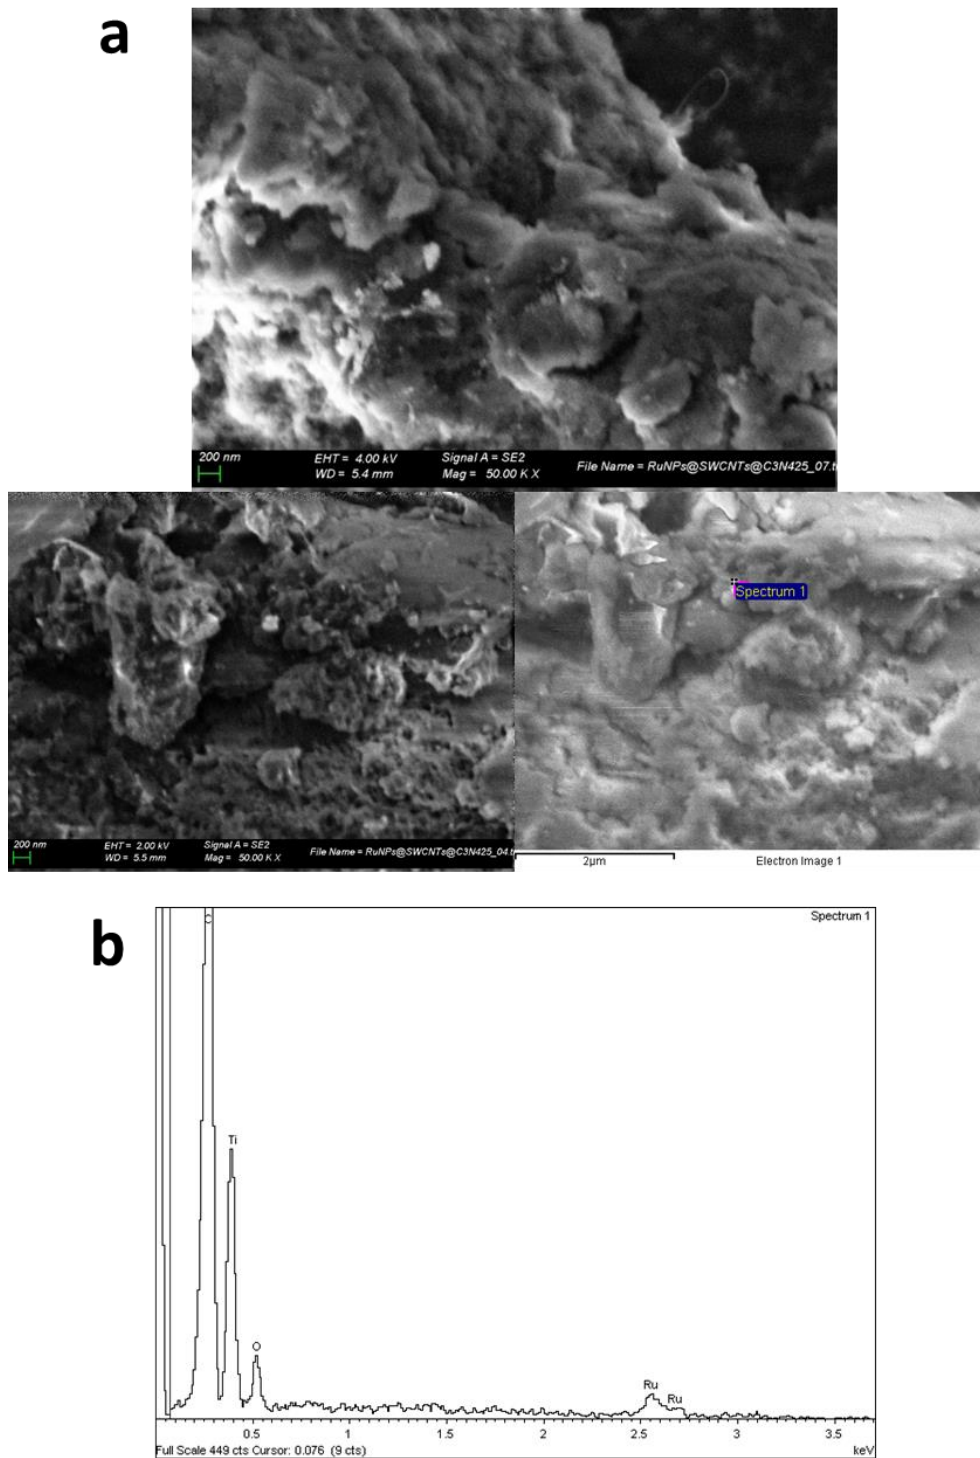 a
200 nm
EHT = 4.00 kV
WD = 5.4 mm
Signal A = SE2
Mag = 50.00 K X
File Name = RuNPs@SWCNTs@C3N425_07.t
200 nm
EHT = 2.00 kV
WD = 5.5 mm
Signal A = SE2
Mag = 50.00 K X
File Name = RuNPs@SWCNTs@C3N425_04.t
Spectrum 1
2µm
Electron Image 1
b
Spectrum 1
C
Ti
O
Ru
Ru
0.5 1 1.5 2 2.5 3 3.5
Full Scale 449 cts Cursor: 0.076 (9 cts)
keV